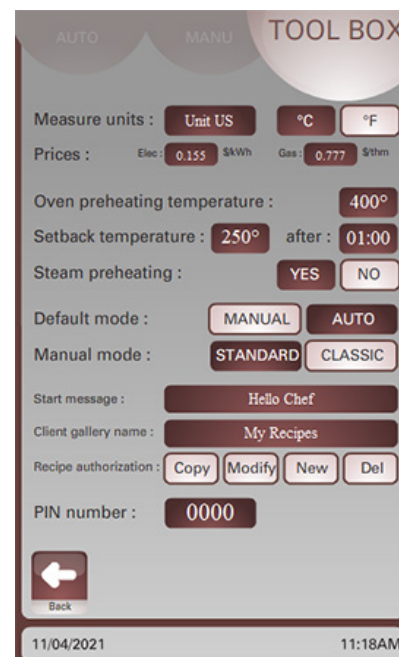 AUTO MANU TOOL BOX
Measure units : Unit US °C °F
Prices : Elec : 0.155 $/kWh Gas : 0.777 $/thm
Oven preheating temperature : 400°
Setback temperature : 250° after : 01:00
Steam preheating : YES NO
Default mode : MANUAL AUTO
Manual mode : STANDARD CLASSIC
Start message : Hello Chef
Client gallery name : My Recipes
Recipe authorization : Copy Modify New Del
PIN number : 0000
Back
11/04/2021 11:18AM